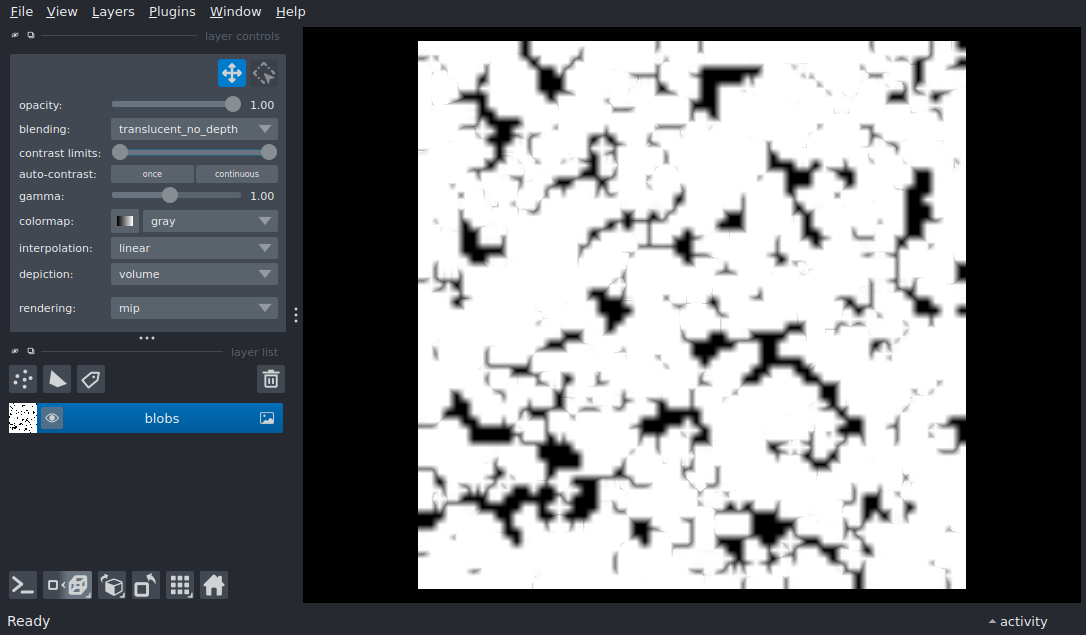 File View Layers Plugins Window Help
layer controls
opacity: 1.00
blending: translucent_no_depth
contrast limits:
auto-contrast: once continuous
gamma: 1.00
colormap: gray
interpolation: linear
depiction: volume
rendering: mip
layer list
blobs
Ready activity